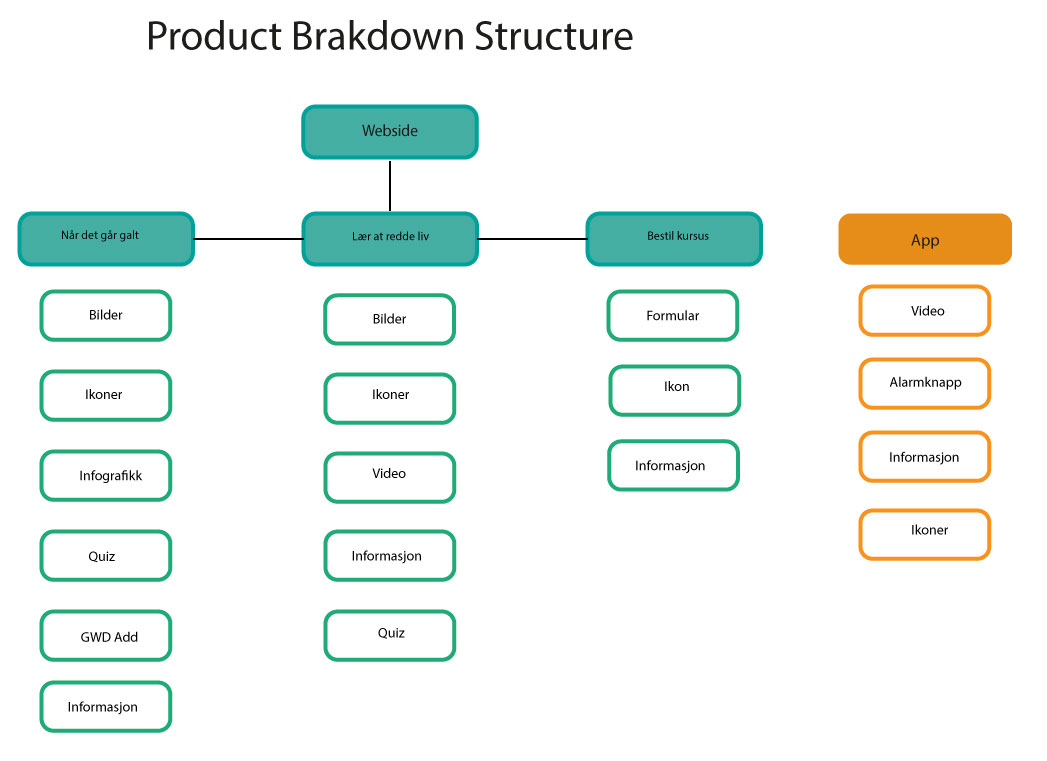 Product Brakdown Structure
Webside
Når det går galt
Lær at redde liv
Bestil kursus
App
Bilder
Ikoner
Infografikk
Quiz
GWD Add
Informasjon
Bilder
Ikoner
Video
Informasjon
Quiz
Formular
Ikon
Informasjon
Video
Alarmknapp
Informasjon
Ikoner